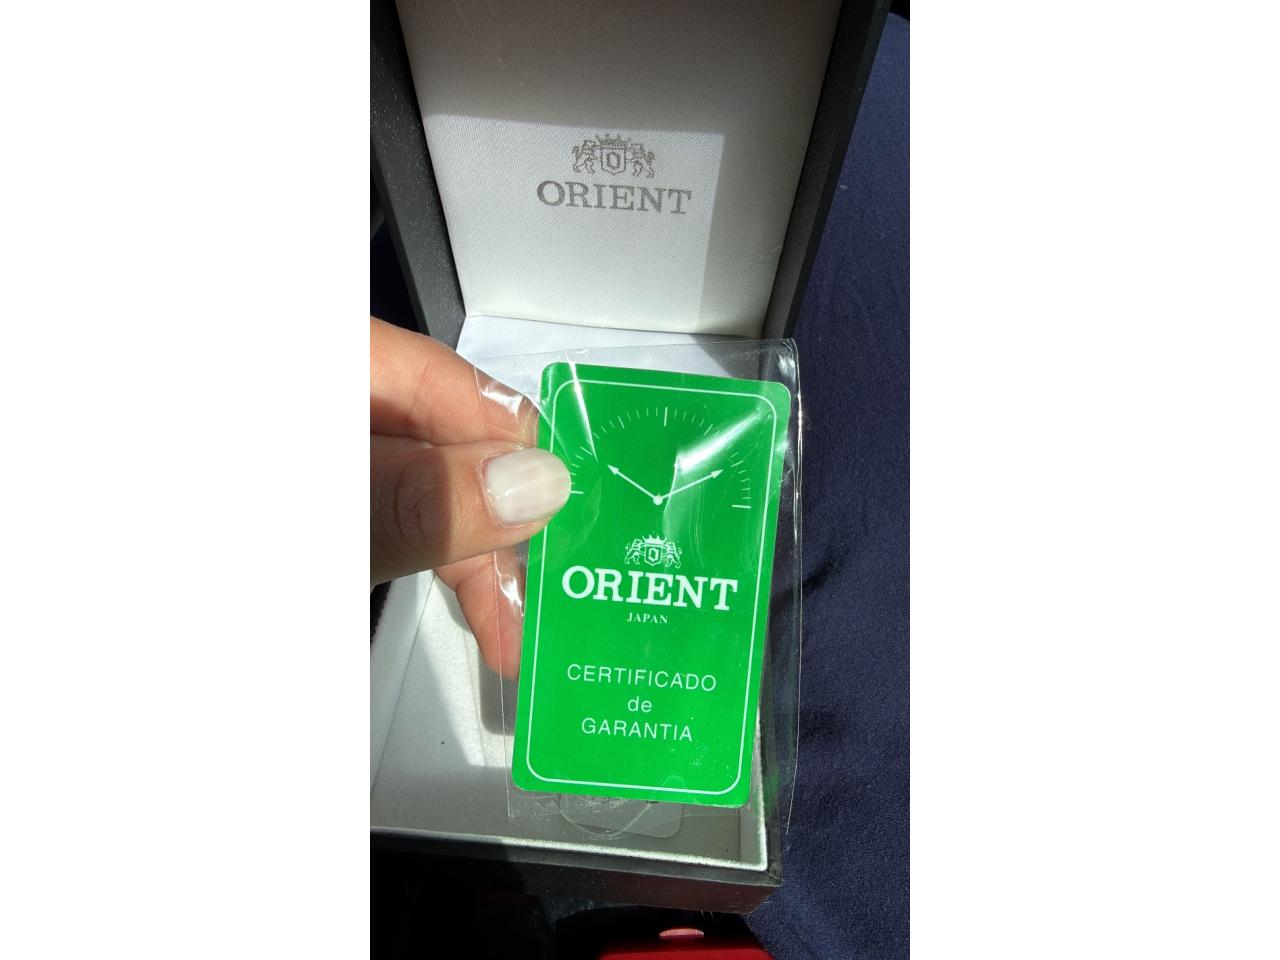 ORIENT
ORIENT
JAPAN
CERTIFICADO
de
GARANTIA